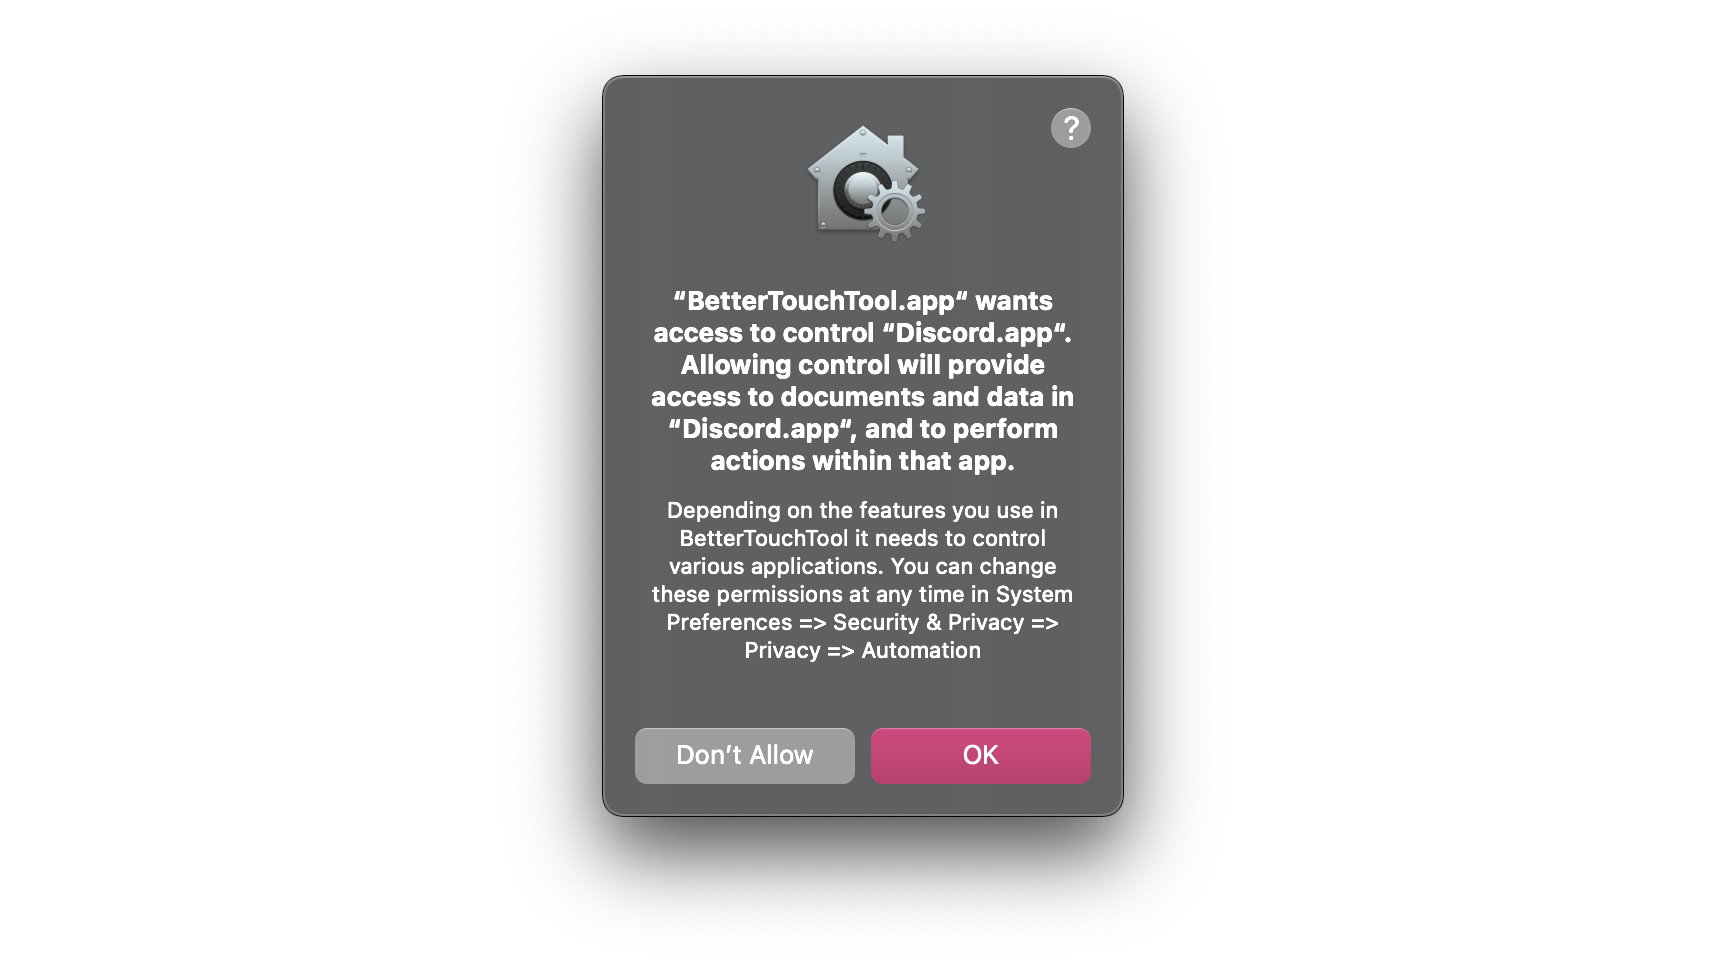 ?
“BetterTouchTool.app“ wants
access to control “Discord.app“.
Allowing control will provide
access to documents and data in
“Discord.app“, and to perform
actions within that app.
Depending on the features you use in
BetterTouchTool it needs to control
various applications. You can change
these permissions at any time in System
Preferences => Security & Privacy =>
Privacy => Automation
Don’t Allow
OK